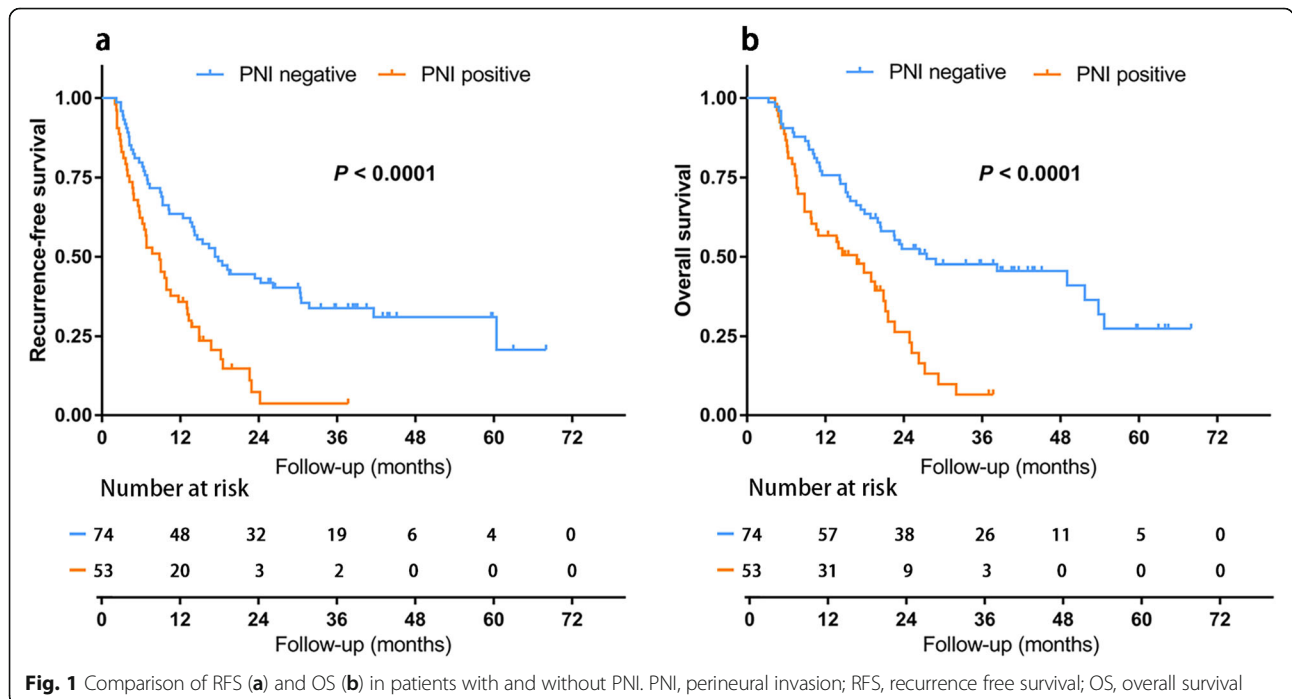 a
PNI negative PNI positive
1.00
0.75
0.50
0.25
0.00
Recurrence-free survival
P < 0.0001
0 12 24 36 48 60 72
Follow-up (months)
Number at risk
74 48 32 19 6 4 0
53 20 3 2 0 0 0
0 12 24 36 48 60 72
Follow-up (months)
b
PNI negative PNI positive
1.00
0.75
0.50
0.25
0.00
Overall survival
P < 0.0001
0 12 24 36 48 60 72
Follow-up (months)
Number at risk
74 57 38 26 11 5 0
53 31 9 3 0 0 0
0 12 24 36 48 60 72
Follow-up (months)
Fig. 1 Comparison of RFS (a) and OS (b) in patients with and without PNI. PNI, perineural invasion; RFS, recurrence free survival; OS, overall survival